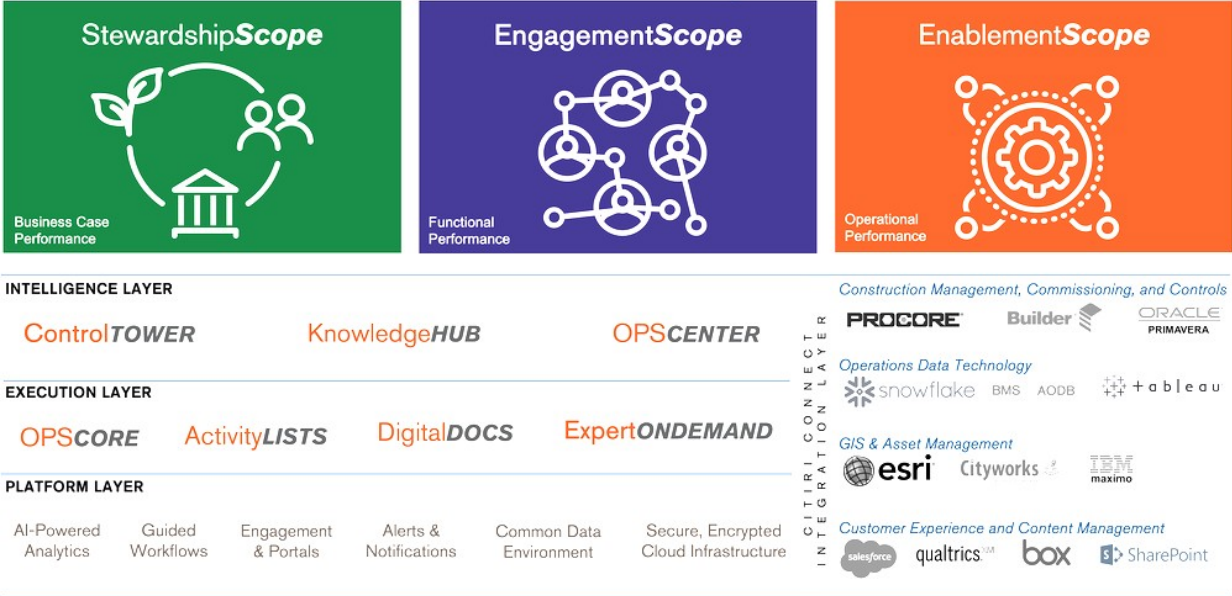 StewardshipScope
Business Case
Performance
EngagementScope
Functional
Performance
EnablementScope
Operational
Performance
INTELLIGENCE LAYER
ControlTOWER
KnowledgeHUB
OPSCENTER
EXECUTION LAYER
OPSCORE
ActivityLISTS
DigitalDOCS
ExpertONDEMAND
PLATFORM LAYER
AI-Powered
Analytics
Guided
Workflows
Engagement
& Portals
Alerts &
Notifications
Common Data
Environment
Secure, Encrypted
Cloud Infrastructure
CITIRI CONNECT
INTEGRATION LAYER
Construction Management, Commissioning, and Controls
PROCORE
Builder
ORACLE
PRIMAVERA
Operations Data Technology
snowflake
BMS
AODB
+ableau
GIS & Asset Management
esri
Cityworks
IBM
maximo
Customer Experience and Content Management
salesforce
qualtrics
box
SharePoint